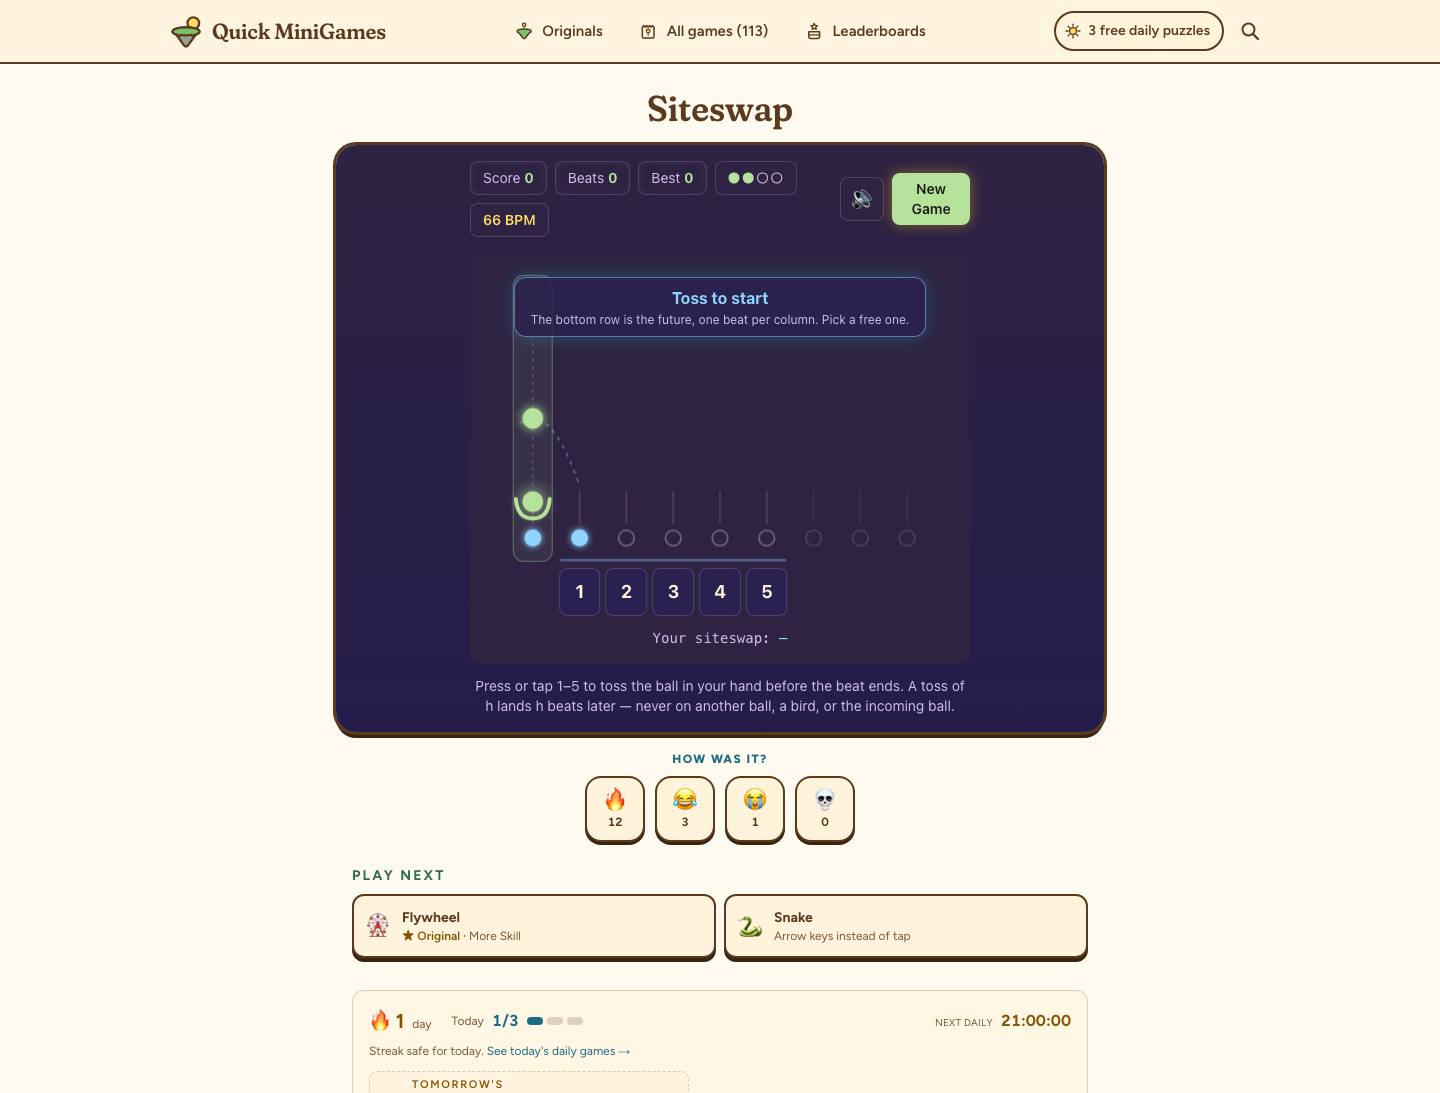 Quick MiniGames
Originals
All games (113)
Leaderboards
3 free daily puzzles
Siteswap
Score 0
Beats 0
Best 0
66 BPM
New
Game
Toss to start
The bottom row is the future, one beat per column. Pick a free one.
1 2 3 4 5
Your siteswap: –
Press or tap 1–5 to toss the ball in your hand before the beat ends. A toss of
h lands h beats later — never on another ball, a bird, or the incoming ball.
HOW WAS IT?
12 3 1 0
PLAY NEXT
Flywheel
Original · More Skill
Snake
Arrow keys instead of tap
1 day Today 1/3
NEXT DAILY 21:00:00
Streak safe for today. See today's daily games →
TOMORROW'S